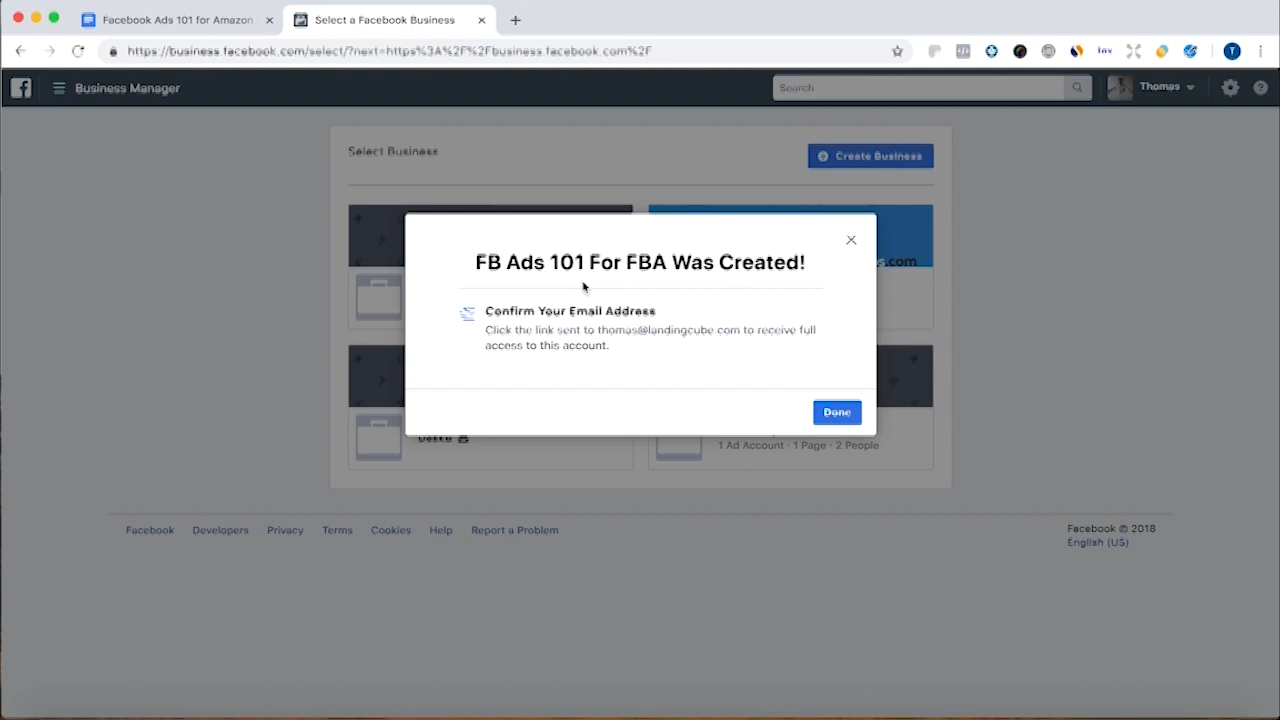 Facebook Ads 101 for Amazon
Select a Facebook Business
https://business.facebook.com/select/?next=https%3A%2F%2Fbusiness.facebook.com%2F
Business Manager
Search
Thomas
Select Business
Create Business
s.com
FB Ads 101 For FBA Was Created!
Confirm Your Email Address
Click the link sent to thomas@landingcube.com to receive full
access to this account.
Done
1 Ad Account · 1 Page · 2 People
Facebook Developers Privacy Terms Cookies Help Report a Problem
Facebook © 2018
English (US)